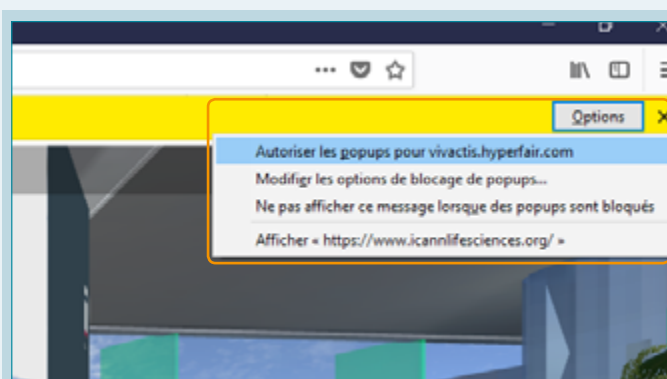 Options
Autoriser les popups pour vivactis.hyperfair.com
Modifier les options de blocage de popups...
Ne pas afficher ce message lorsque des popups sont bloqués
Afficher « https://www.icannlifesciences.org/ »